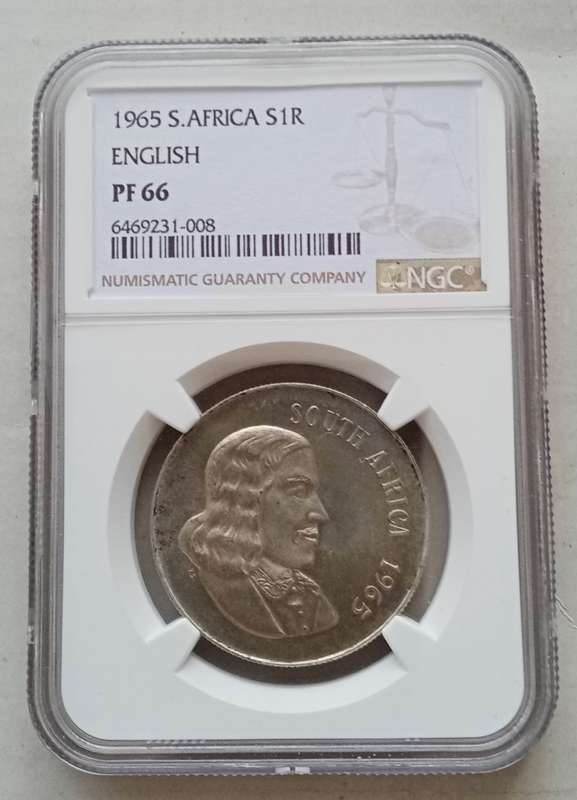 1965 S.AFRICA S1R
ENGLISH
PF 66
6469231-008
NUMISMATIC GUARANTY COMPANY
NGC®
SOUTH AFRICA 1965